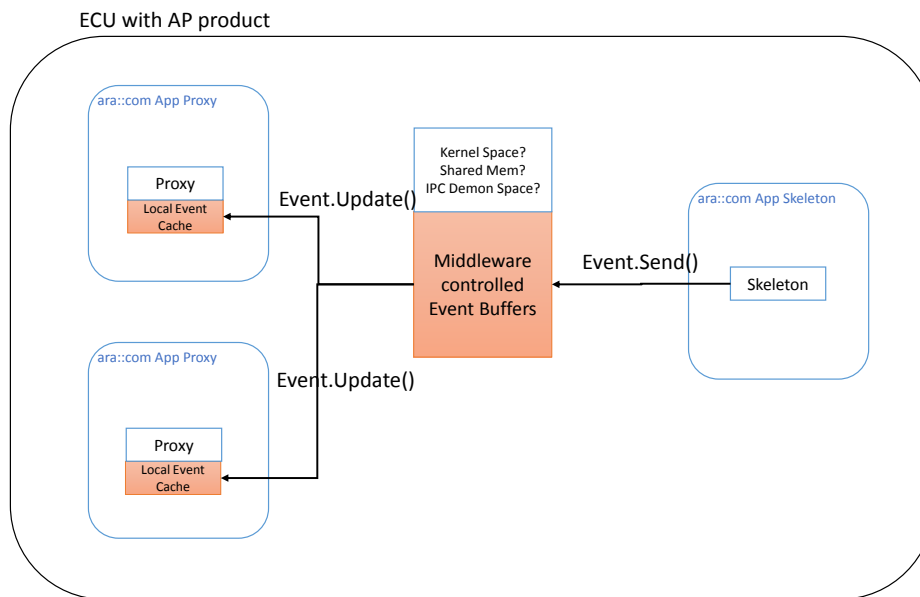 ECU with AP product
ara::com App Proxy
Proxy
Local Event
Cache
Event.Update()
Kernel Space?
Shared Mem?
IPC Demon Space?
Middleware
controlled
Event Buffers
Event.Send()
ara::com App Skeleton
Skeleton
ara::com App Proxy
Event.Update()
Proxy
Local Event
Cache